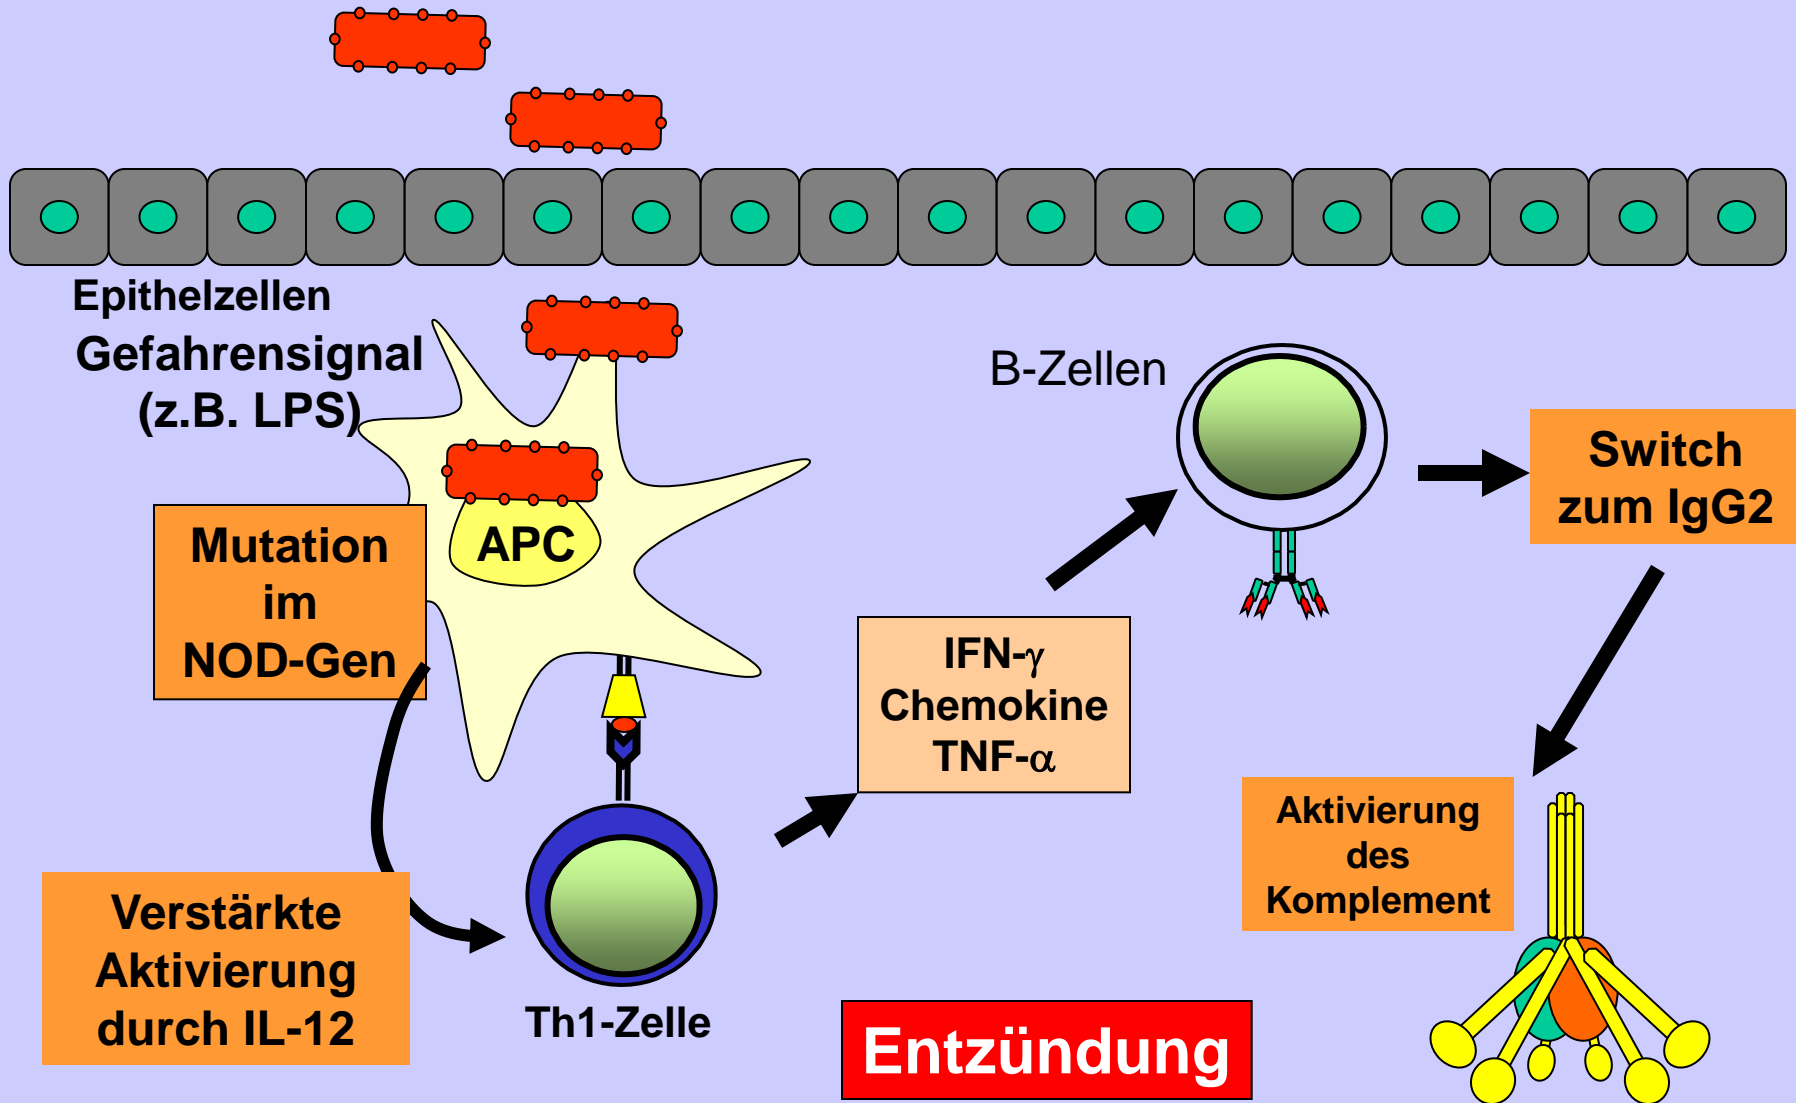 Epithelzellen
Gefahrensignal
(z.B. LPS)
APC
Mutation
im
NOD-Gen
Verstärkte
Aktivierung
durch IL-12
Th1-Zelle
IFN-γ
Chemokine
TNF-α
B-Zellen
Switch
zum IgG2
Aktivierung
des
Komplement
Entzündung